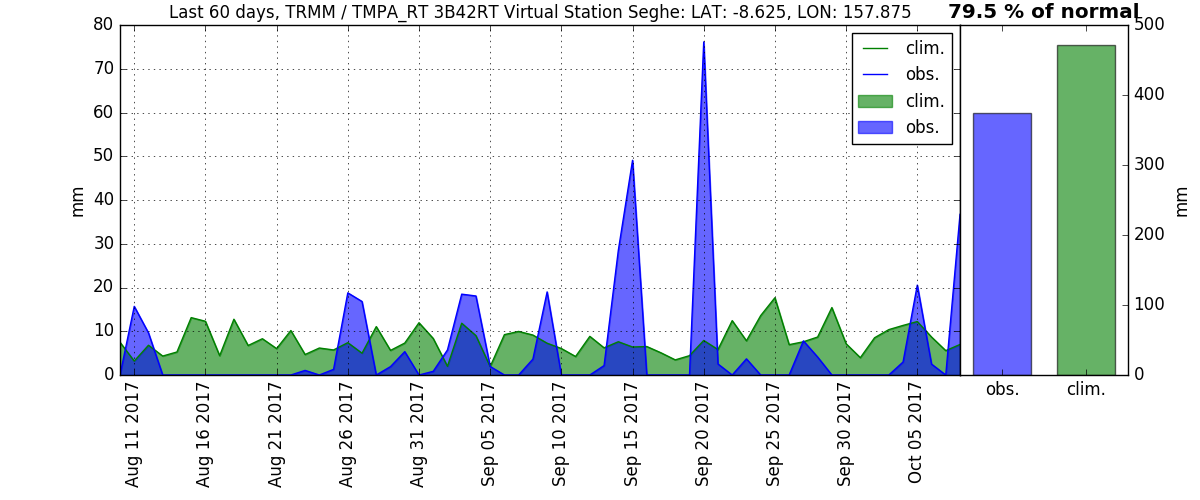 Last 60 days, TRMM / TMPA_RT 3B42RT Virtual Station Seghe: LAT: -8.625, LON: 157.875
79.5 % of normal
80
70
60
50
40
30
20
10
0
mm
clim.
obs.
clim.
obs.
500
400
300
200
100
0
mm
Aug 11 2017
Aug 16 2017
Aug 21 2017
Aug 26 2017
Aug 31 2017
Sep 05 2017
Sep 10 2017
Sep 15 2017
Sep 20 2017
Sep 25 2017
Sep 30 2017
Oct 05 2017
obs.
clim.